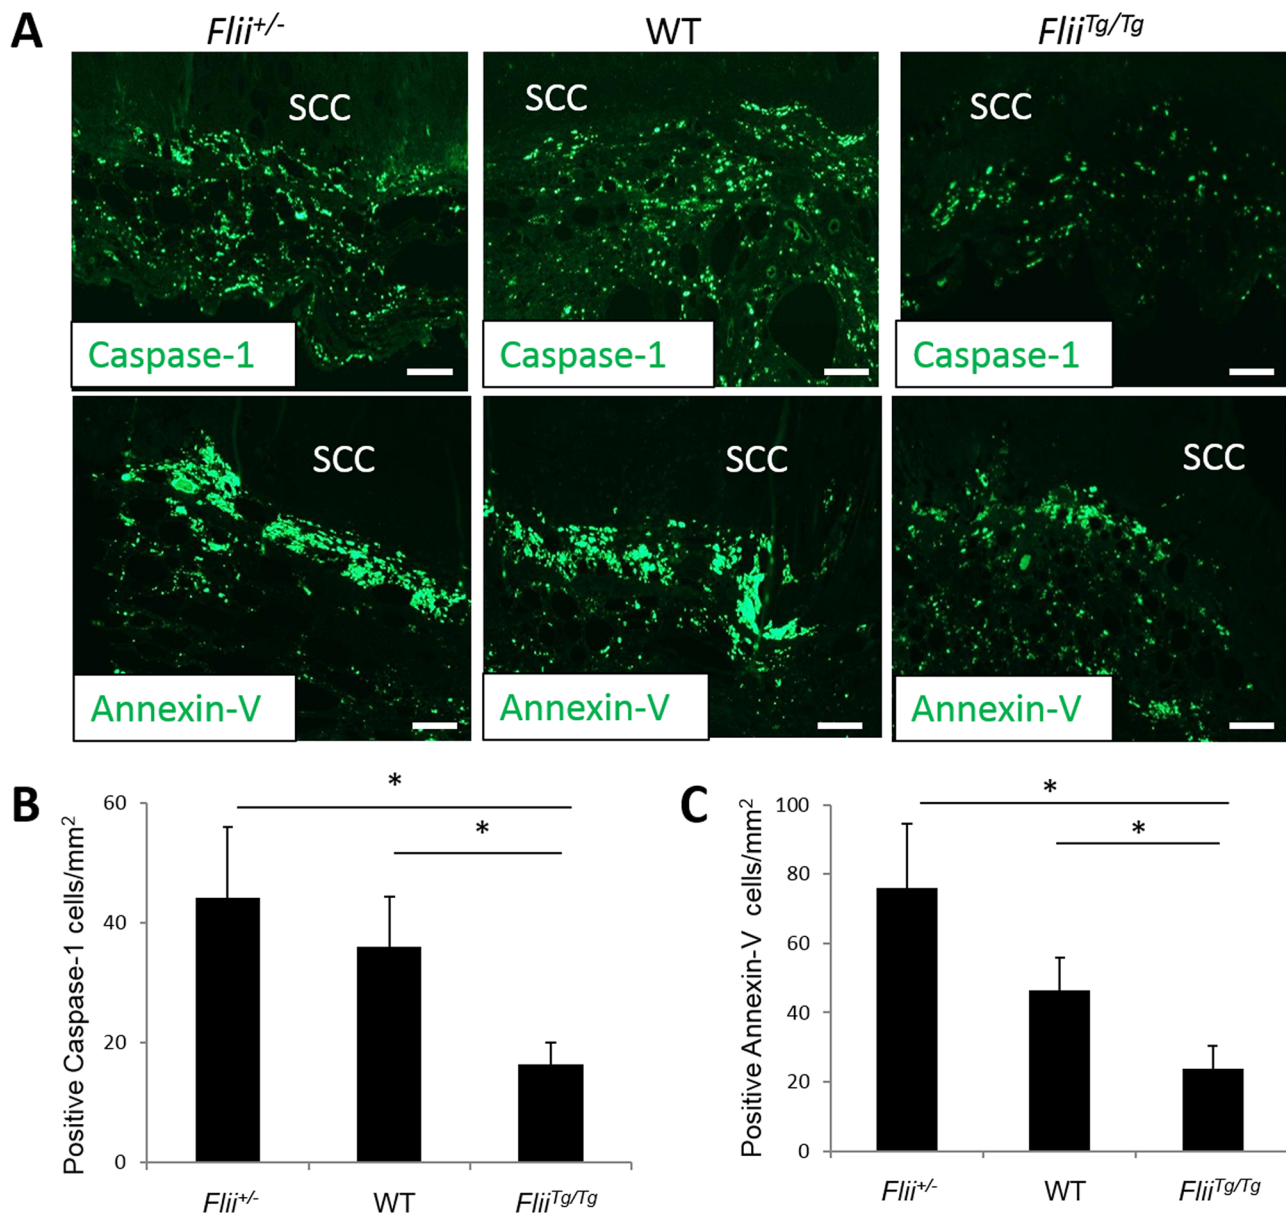 A
Flii+/-
WT
FliiTg/Tg
SCC
SCC
SCC
Caspase-1
Caspase-1
Caspase-1
SCC
SCC
SCC
Annexin-V
Annexin-V
Annexin-V
B
Positive Caspase-1 cells/mm2
60
40
20
0
*
*
Flii+/-
WT
FliiTg/Tg
C
Positive Annexin-V cells/mm2
100
80
60
40
20
0
*
*
Flii+/-
WT
FliiTg/Tg